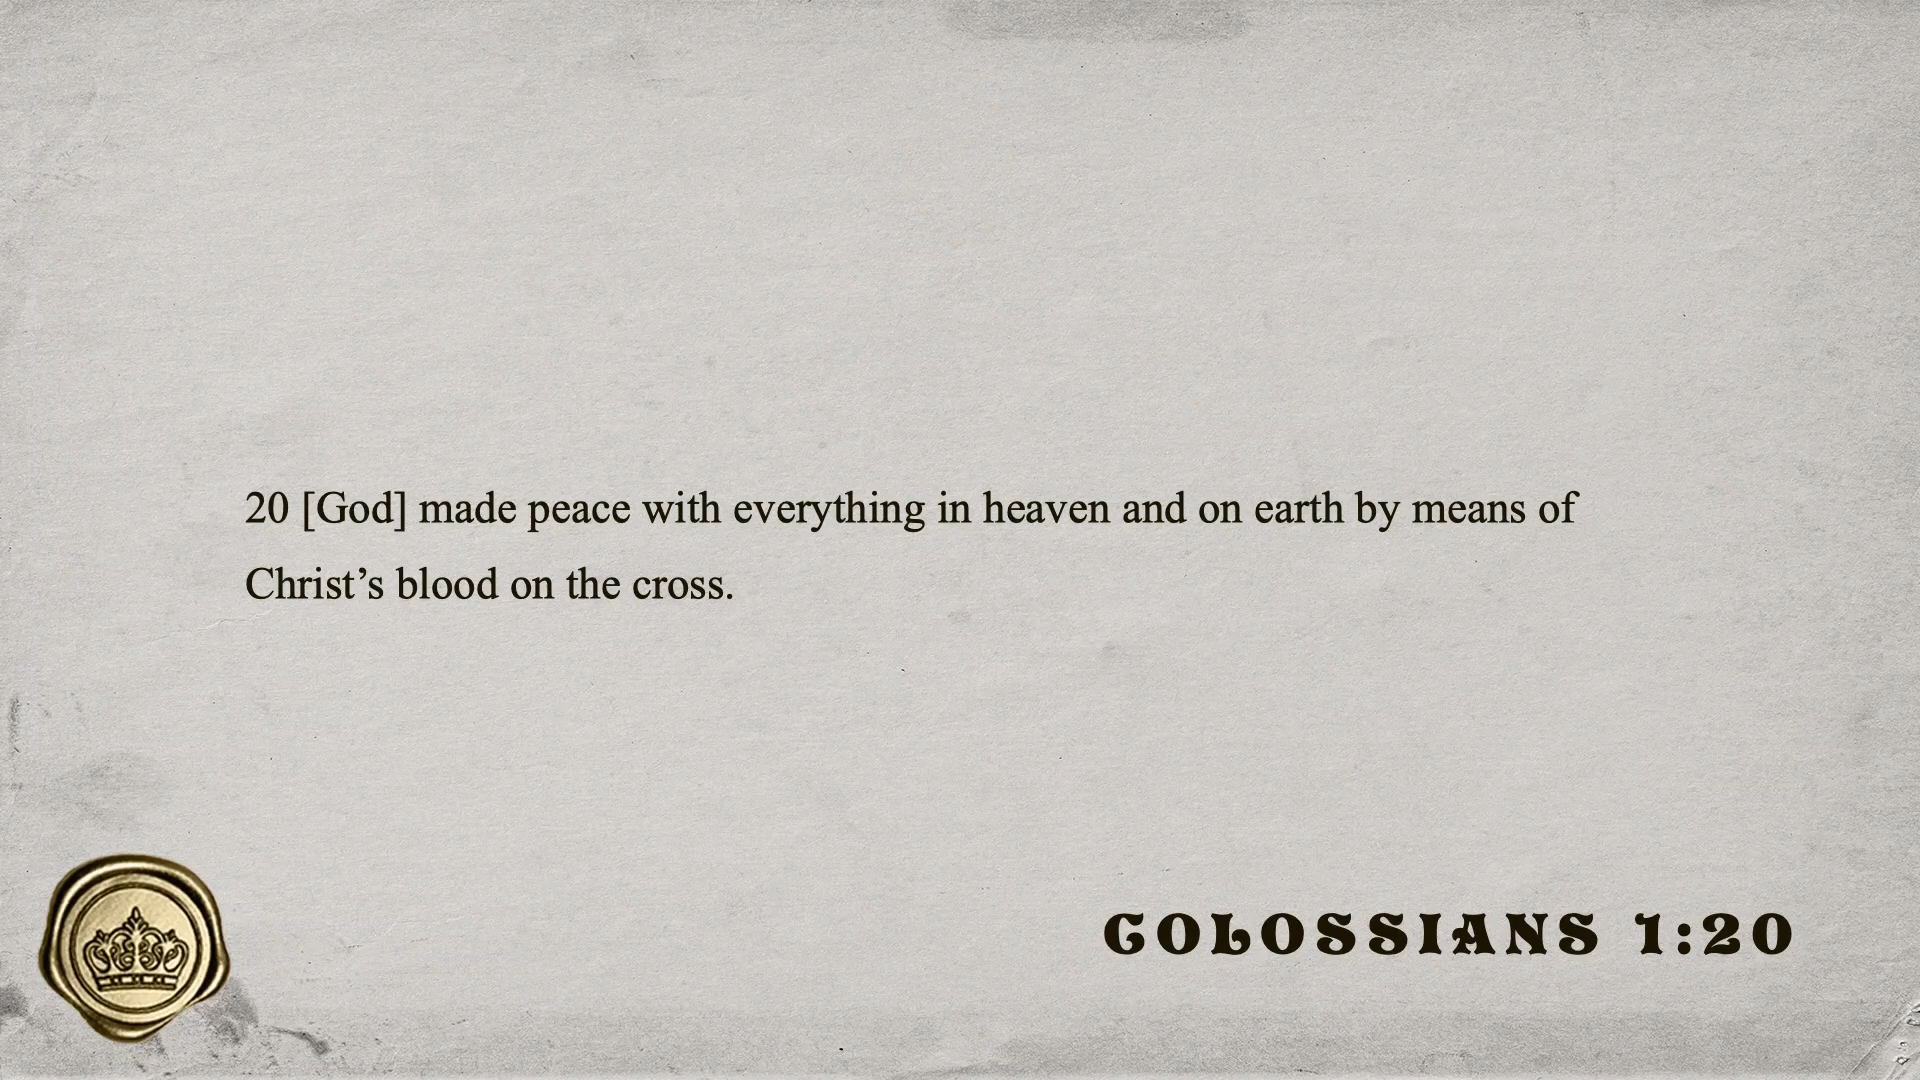 20 [God] made peace with everything in heaven and on earth by means of
Christ’s blood on the cross.
COLOSSIANS 1:20